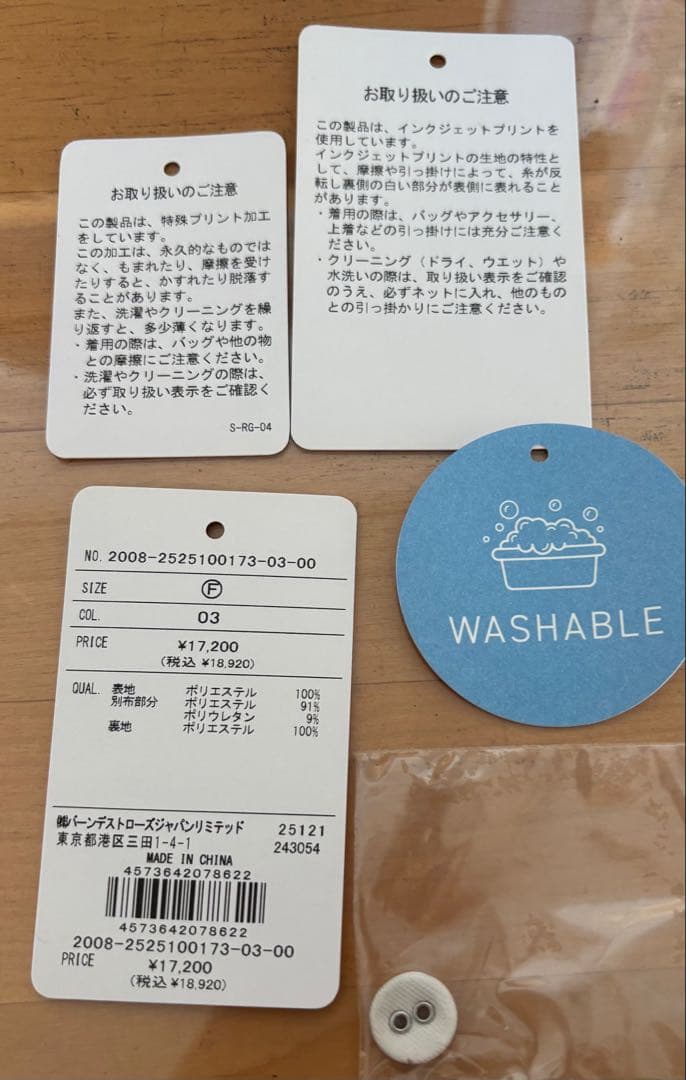 お取り扱いのご注意
この製品は、特殊プリント加工
をしています。
この加工は、永久的なものでは
なく、もまれたり、摩擦を受け
たりすると、かすれたり脱落す
ることがあります。
また、洗濯やクリーニングを繰
り返すと、多少薄くなります。
・着用の際は、バッグや他の物
との摩擦にご注意ください。
・洗濯やクリーニングの際は、
必ず取り扱い表示をご確認く
ださい。
S-RG-04
お取り扱いのご注意
この製品は、インクジェットプリントを
使用しています。
インクジェットプリントの生地の特性と
して、摩擦や引っ掛けによって、糸が反
転し裏側の白い部分が表側に表れること
があります。
・着用の際は、バッグやアクセサリー、
上着などの引っ掛けには充分ご注意く
ださい。
・クリーニング（ドライ、ウエット）や
水洗いの際は、取り扱い表示をご確認
のうえ、必ずネットに入れ、他のもの
との引っ掛かりにご注意ください。
WASHABLE
NO. 2008-2525100173-03-00
SIZE Ⓕ
COL. 03
PRICE ¥17,200
(税込 ¥18,920)
QUAL. 表地 ポリエステル 100%
別布部分 ポリエステル 91%
ポリウレタン 9%
裏地 ポリエステル 100%
㈱バーンデストローズジャパンリミテッド 25121
東京都港区三田1-4-1 243054
MADE IN CHINA
4573642078622
4573642078622
2008-2525100173-03-00
PRICE ¥17,200
(税込 ¥18,920)